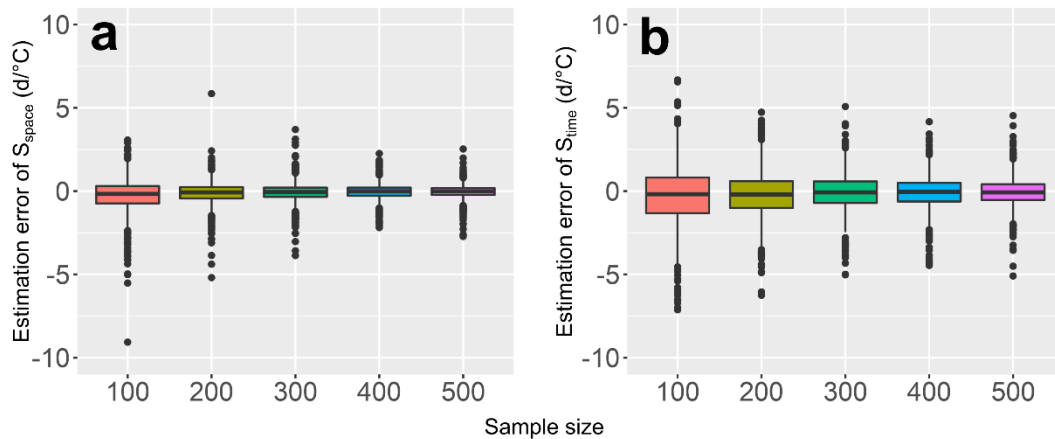 a
Estimation error of Sspace (d/°C)
10
5
0
-5
-10
100 200 300 400 500
b
Estimation error of Stime (d/°C)
10
5
0
-5
-10
100 200 300 400 500
Sample size